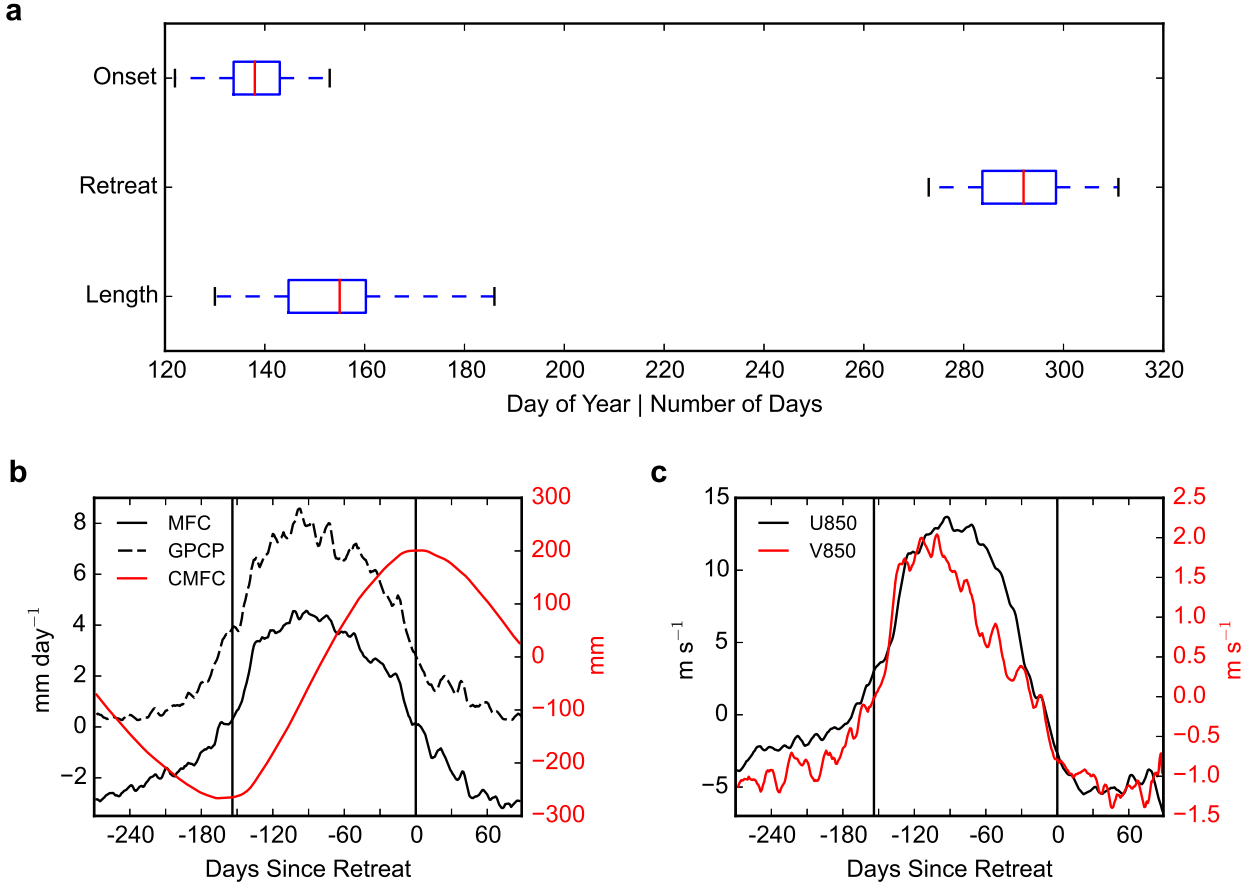 a
Onset
Retreat
Length
120 140 160 180 200 220 240 260 280 300 320
Day of Year | Number of Days
b
8
6
4
2
0
−2
mm day⁻¹
MFC
GPCP
CMFC
300
200
100
0
−100
−200
−300
mm
-240 -180 -120 -60 0 60
Days Since Retreat
c
15
10
5
0
−5
m s⁻¹
U850
V850
2.5
2.0
1.5
1.0
0.5
0.0
−0.5
−1.0
−1.5
m s⁻¹
-240 -180 -120 -60 0 60
Days Since Retreat